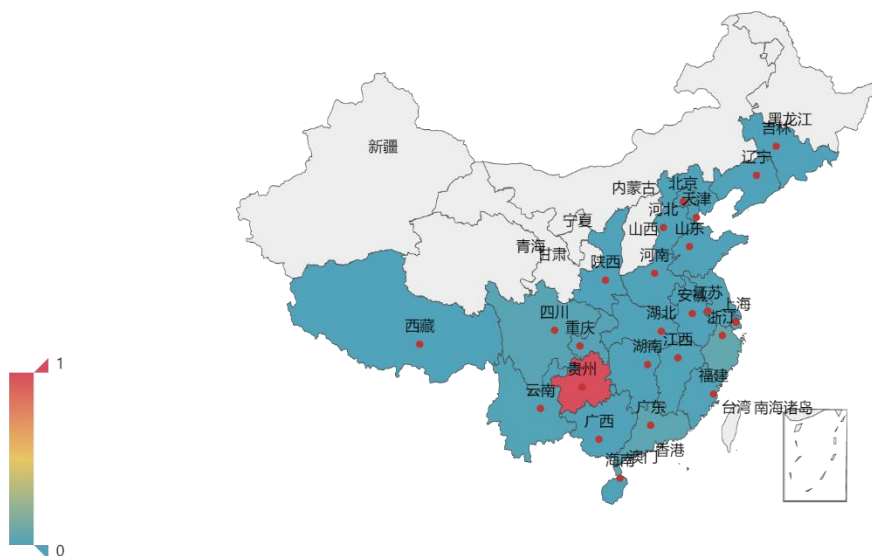 黑龙江
吉林
新疆
辽宁
内蒙古
北京
天津
宁夏
河北
山西
山东
青海
甘肃
陕西
河南
四川
安徽
江苏
上海
西藏
重庆
湖北
浙江
湖南
江西
贵州
福建
云南
台湾
南海诸岛
广西
广东
香港
海南
澳门
1
0